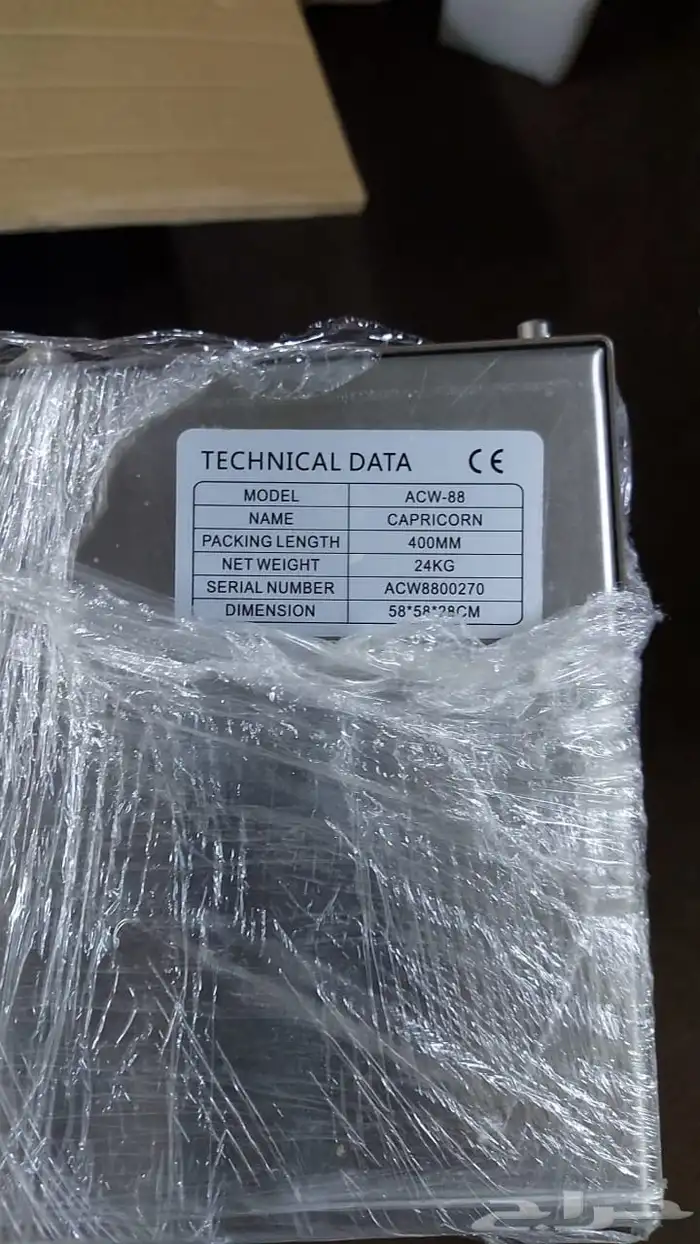 TECHNICAL DATA CE
MODEL ACW-88
NAME CAPRICORN
PACKING LENGTH 400MM
NET WEIGHT 24KG
SERIAL NUMBER ACW8800270
DIMENSION 58*58*28CM
حراج